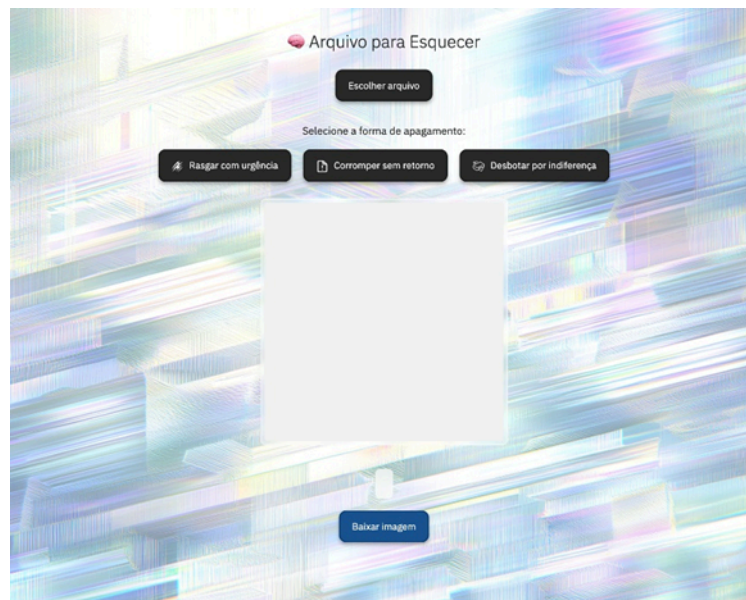 🧠 Arquivo para Esquecer
Escolher arquivo
Selecione a forma de apagamento:
Rasgar com urgência Corromper sem retorno Desbotar por indiferença
Baixar imagem